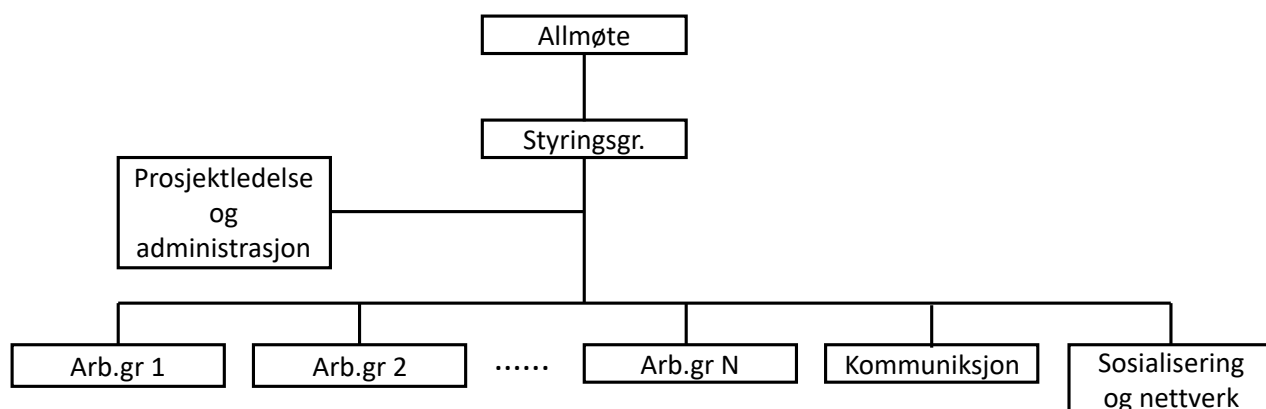 Allmøte
Styringsgr.
Prosjektledelse
og
administrasjon
Arb.gr 1
Arb.gr 2
......
Arb.gr N
Kommuniksjon
Sosialisering
og nettverk